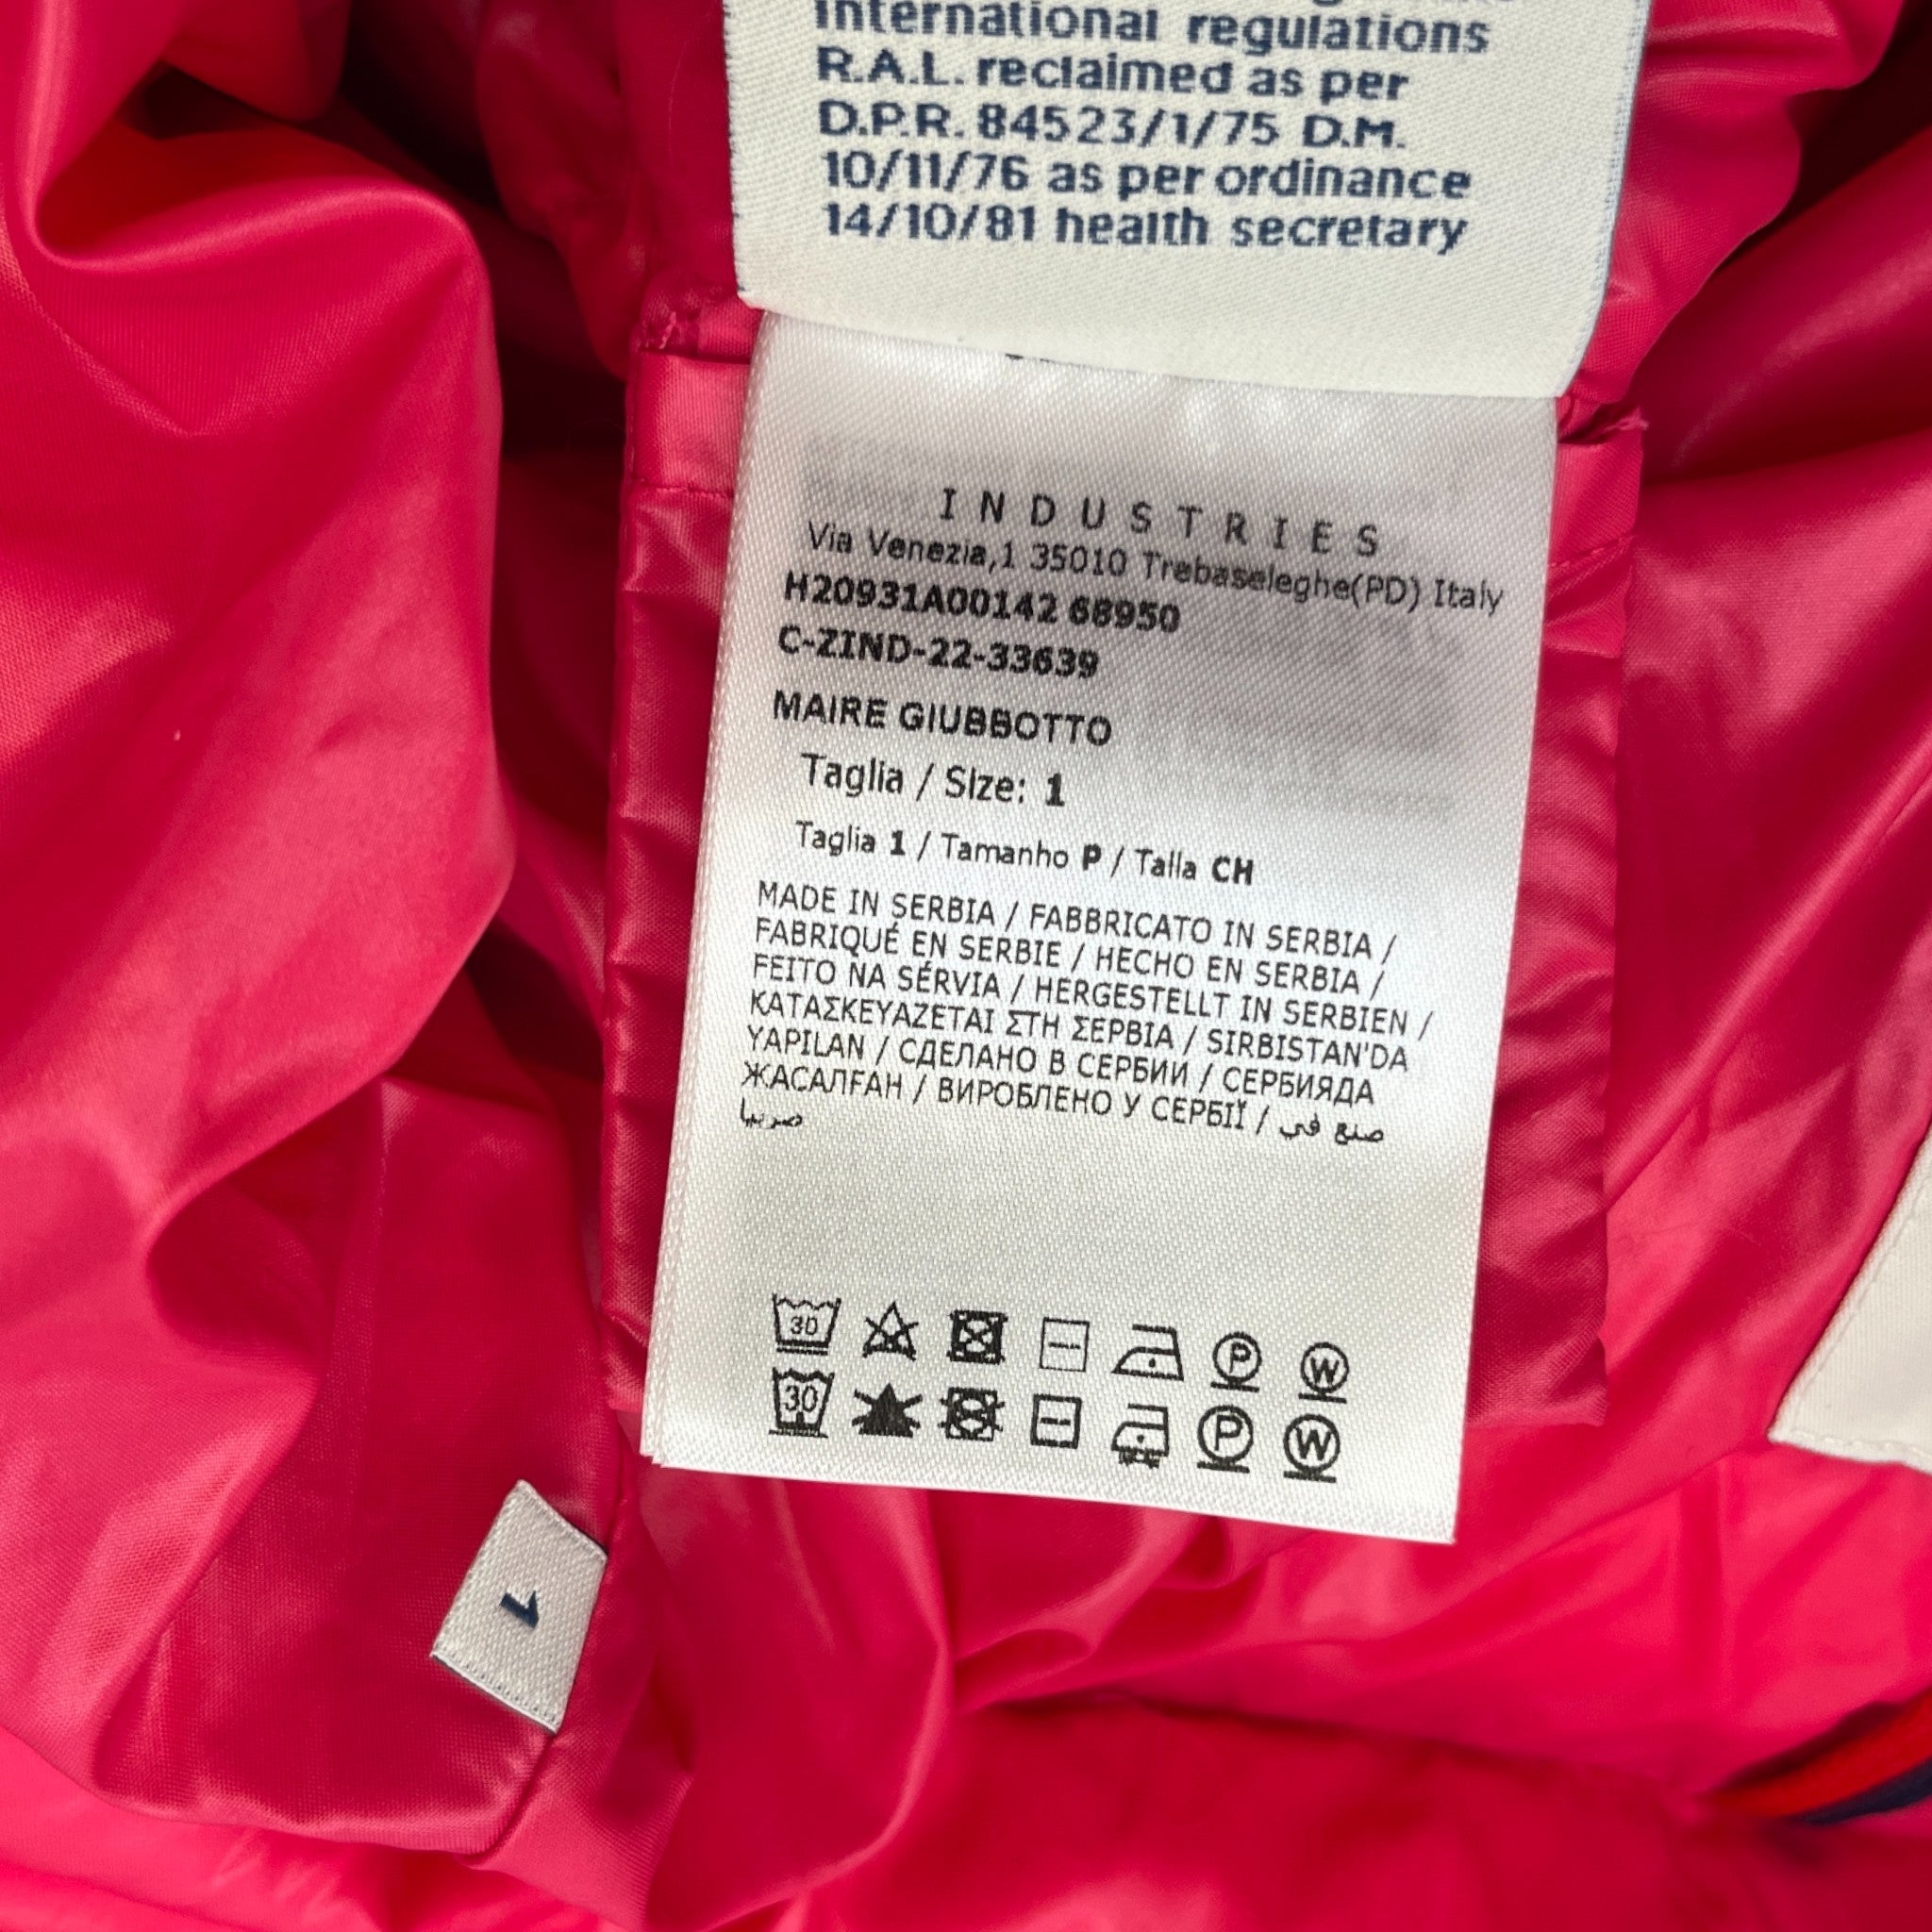 international regulations
R.A.L. reclaimed as per
D.P.R. 84523/1/75 D.M.
10/11/76 as per ordinance
14/10/81 health secretary
INDUSTRIES
Via Venezia,1 35010 Trebaseleghe(PD) Italy
H20931A00142 68950
C-ZIND-22-33639
MAIRE GIUBBOTTO
Taglia / Size: 1
Taglia 1 / Tamanho P / Talla CH
MADE IN SERBIA / FABBRICATO IN SERBIA /
FABRIQUÉ EN SERBIE / HECHO EN SERBIA /
FEITO NA SÉRVIA / HERGESTELLT IN SERBIEN /
ΚΑΤΑΣΚΕΥΑΖΕΤΑΙ ΣΤΗ ΣΕΡΒΙΑ / SIRBISTAN'DA
YAPILAN / СДЕЛАНО В СЕРБИИ / СЕРБИЯДА
ЖАСАЛҒАН / ВИРОБЛЕНО У СЕРБІЇ / صنع في
صربيا
30 P W
30 P W
1